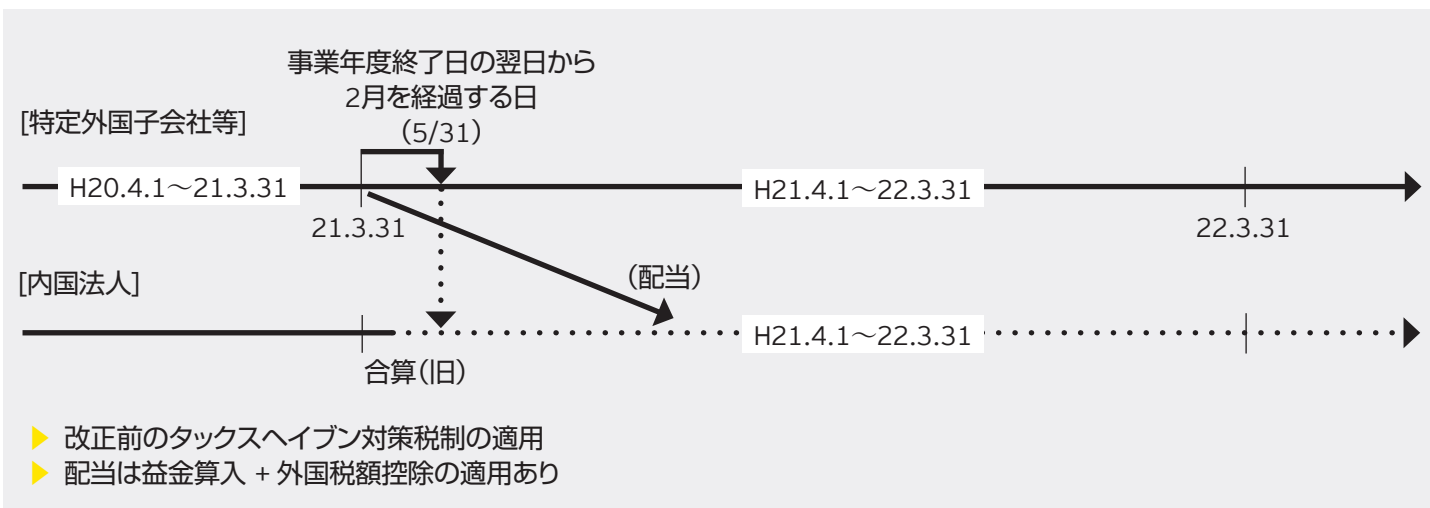 事業年度終了日の翌日から
2月を経過する日
（5/31）
[特定外国子会社等]
H20.4.1～21.3.31
H21.4.1～22.3.31
21.3.31
22.3.31
[内国法人]
（配当）
H21.4.1～22.3.31
合算（旧）
改正前のタックスヘイブン対策税制の適用
配当は益金算入 + 外国税額控除の適用あり